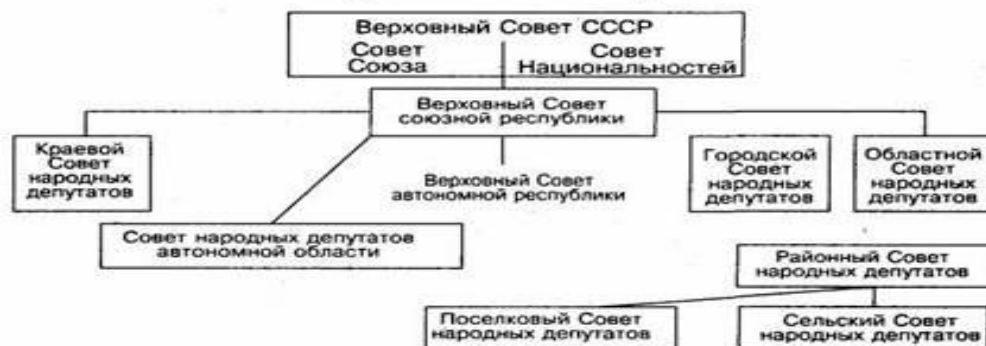 Верховный Совет СССР
Совет Союза
Совет Национальностей
Верховный Совет
союзной республики
Краевой
Совет
народных
депутатов
Верховный Совет
автономной республики
Городской
Совет
народных
депутатов
Областной
Совет
народных
депутатов
Совет народных депутатов
автономной области
Районный Совет
народных депутатов
Поселковый Совет
народных депутатов
Сельский Совет
народных депутатов